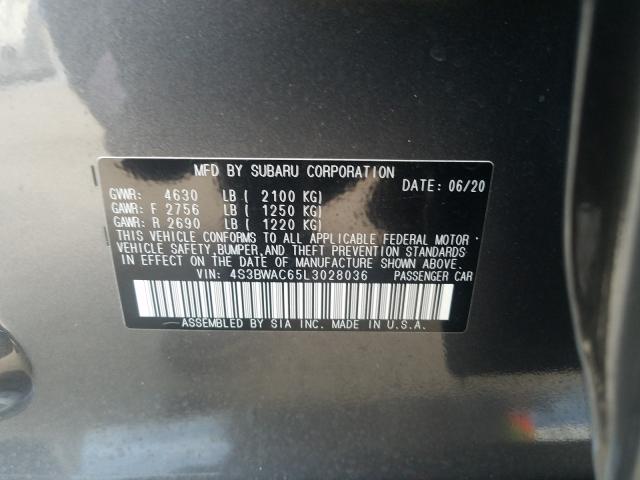 MFD BY SUBARU CORPORATION
DATE: 06/20
GVWR: 4630 LB ( 2100 KG)
GAWR: F 2756 LB ( 1250 KG)
GAWR: R 2690 LB ( 1220 KG)
THIS VEHICLE CONFORMS TO ALL APPLICABLE FEDERAL MOTOR
VEHICLE SAFETY, BUMPER, AND THEFT PREVENTION STANDARDS
IN EFFECT ON THE DATE OF MANUFACTURE SHOWN ABOVE.
VIN: 4S3BWAC65L3028036 PASSENGER CAR
ASSEMBLED BY SIA INC. MADE IN U.S.A.